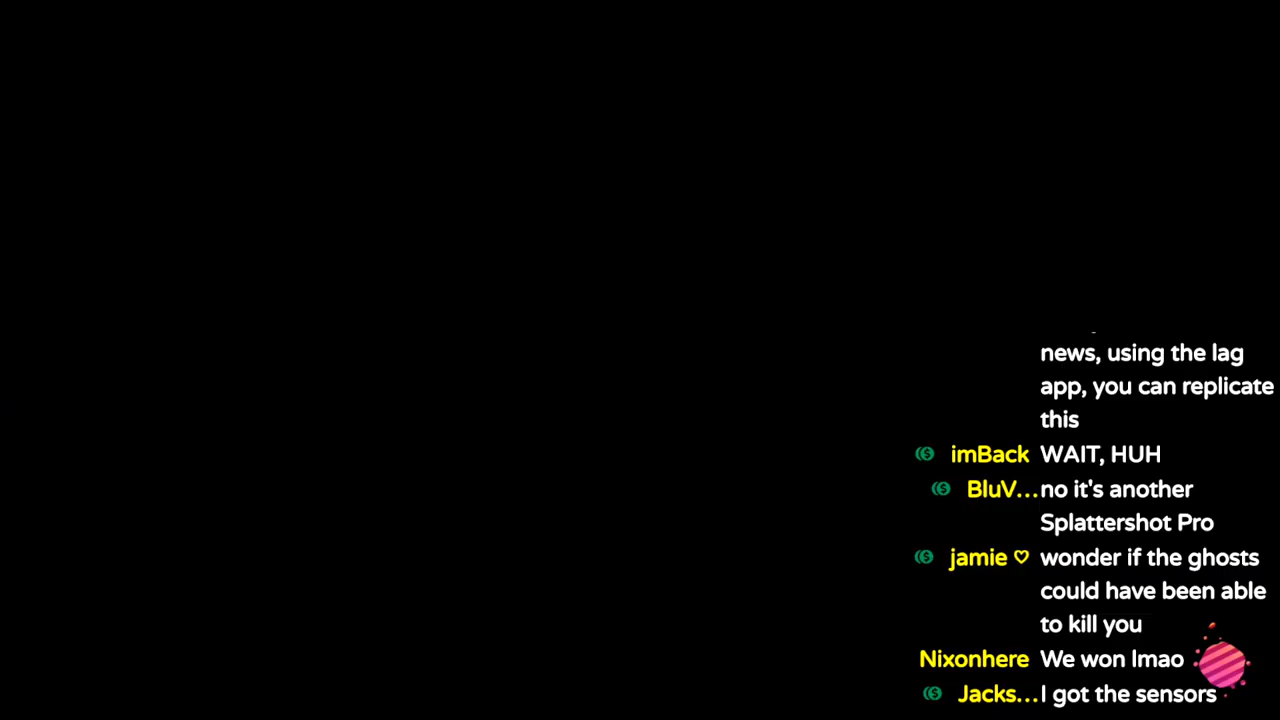 news, using the lag
app, you can replicate
this
imBack WAIT, HUH
BluV... no it's another
Splattershot Pro
jamie ♡ wonder if the ghosts
could have been able
to kill you
Nixonhere We won lmao
Jacks... I got the sensors